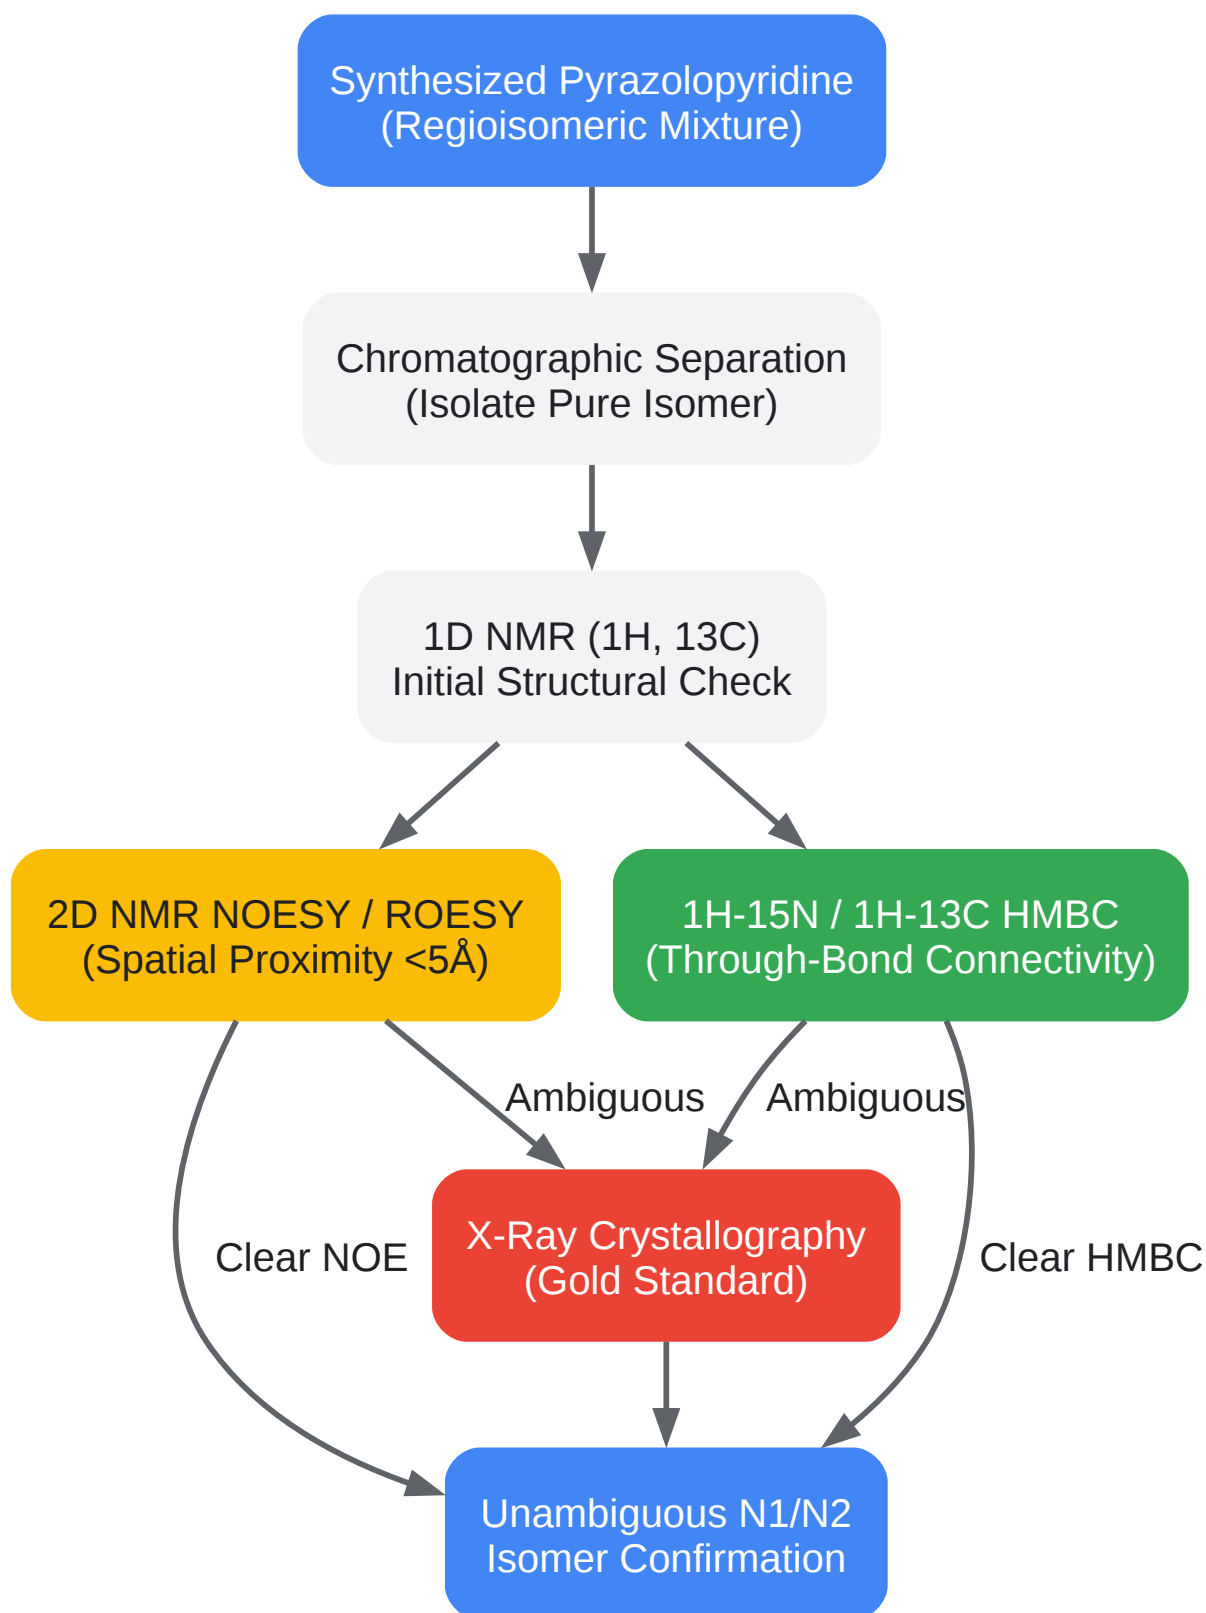 Synthesized Pyrazolopyridine
(Regioisomeric Mixture)
Chromatographic Separation
(Isolate Pure Isomer)
1D NMR (1H, 13C)
Initial Structural Check
2D NMR NOESY / ROESY
(Spatial Proximity <5Å)
1H-15N / 1H-13C HMBC
(Through-Bond Connectivity)
Ambiguous
Ambiguous
X-Ray Crystallography
(Gold Standard)
Clear NOE
Clear HMBC
Unambiguous N1/N2
Isomer Confirmation